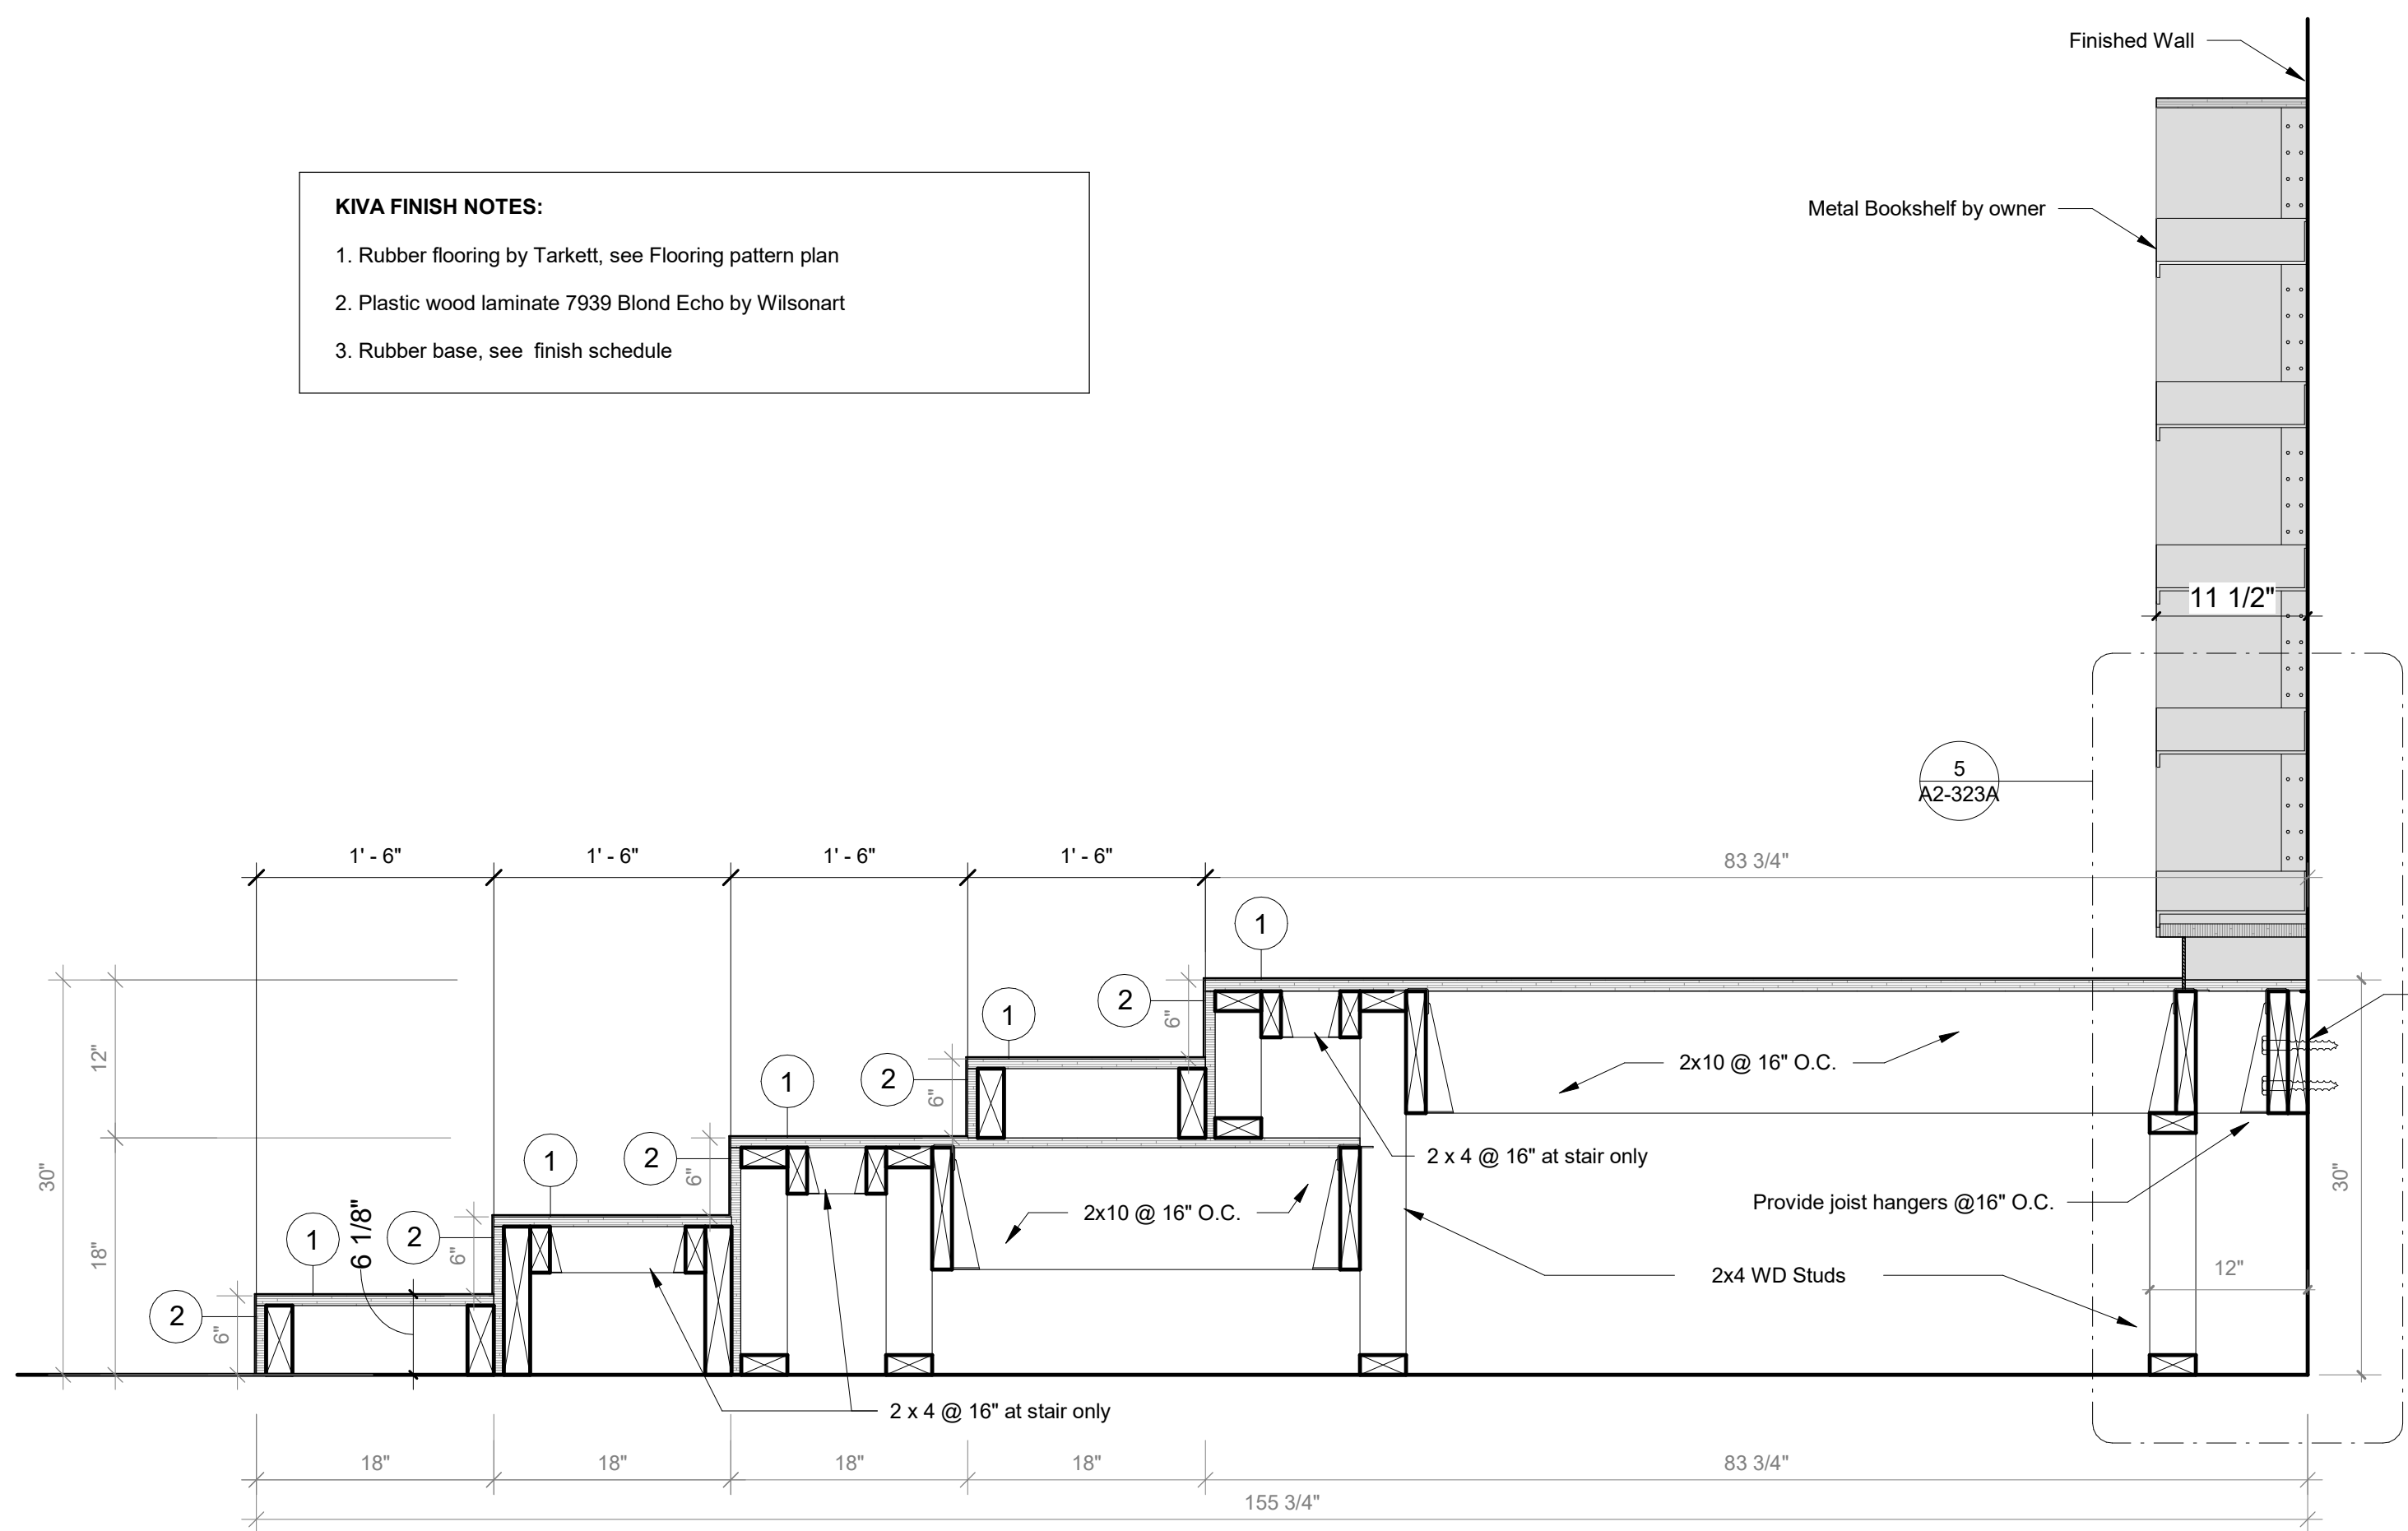 Finished Wall
KIVA FINISH NOTES:
1. Rubber flooring by Tarkett, see Flooring pattern plan
2. Plastic wood laminate 7939 Blond Echo by Wilsonart
3. Rubber base, see  finish schedule
Metal Bookshelf by owner
11 1/2"
5
A2-323A
1' - 6"
1' - 6"
1' - 6"
1' - 6"
83 3/4"
1
2
6"
1
2
6"
1
2
6"
1
2
6"
1
2
6"
12"
30"
18"
6 1/8"
2x10 @ 16" O.C.
2 x 4 @ 16" at stair only
2x10 @ 16" O.C.
Provide joist hangers @16" O.C.
2x4 WD Studs
12"
30"
2 x 4 @ 16" at stair only
18"
18"
18"
18"
83 3/4"
155 3/4"